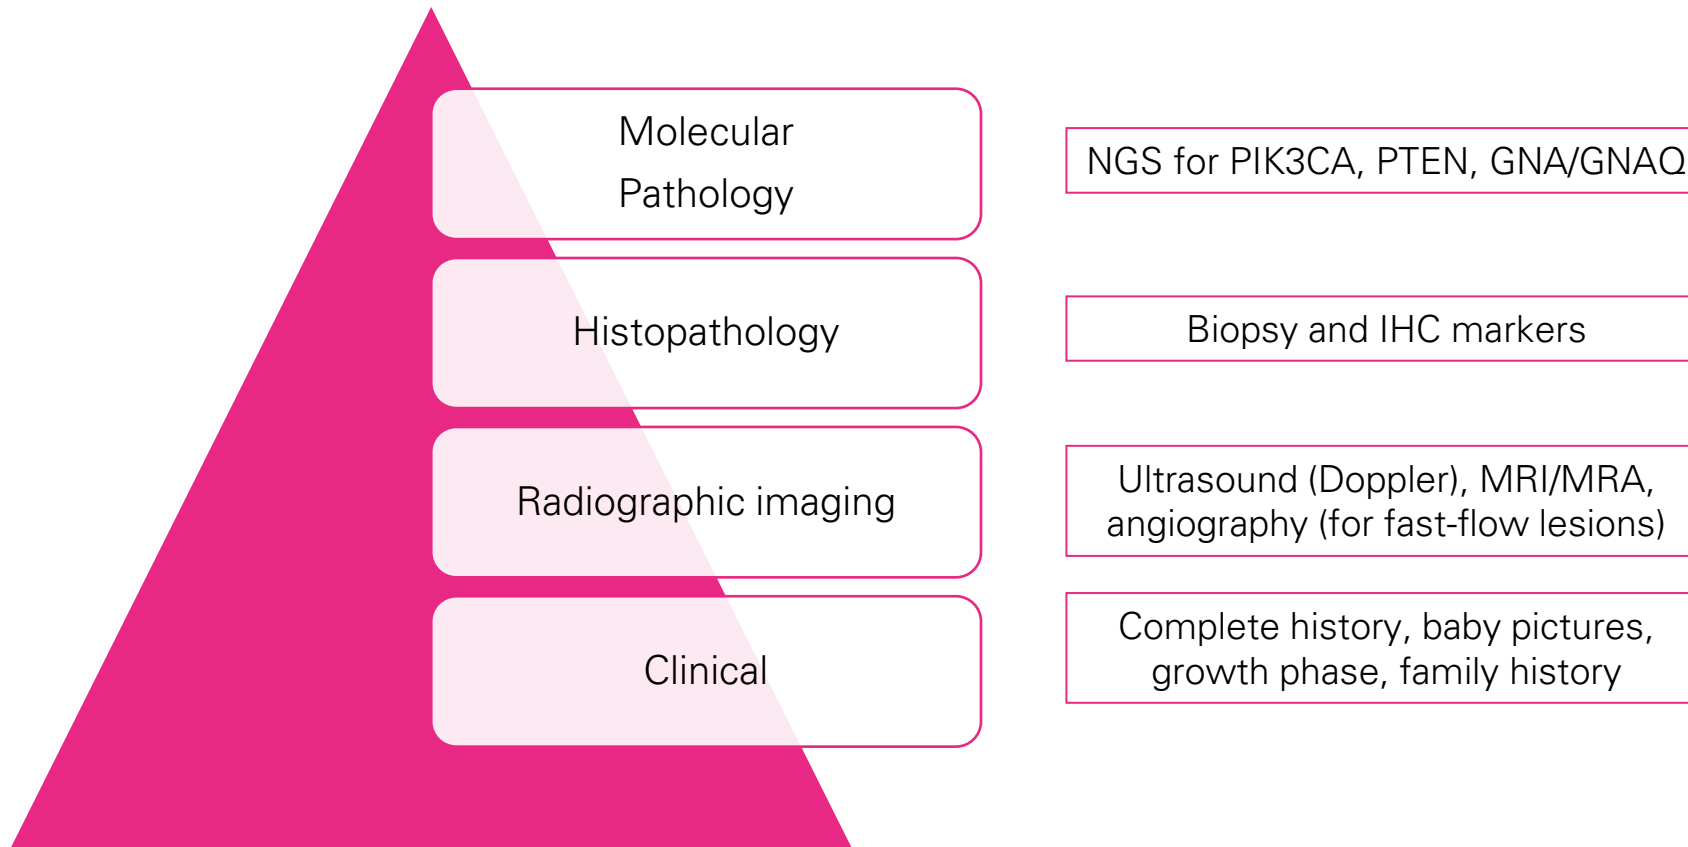 Molecular
Pathology
NGS for PIK3CA, PTEN, GNA/GNAQ
Histopathology
Biopsy and IHC markers
Radiographic imaging
Ultrasound (Doppler), MRI/MRA,
angiography (for fast-flow lesions)
Clinical
Complete history, baby pictures,
growth phase, family history